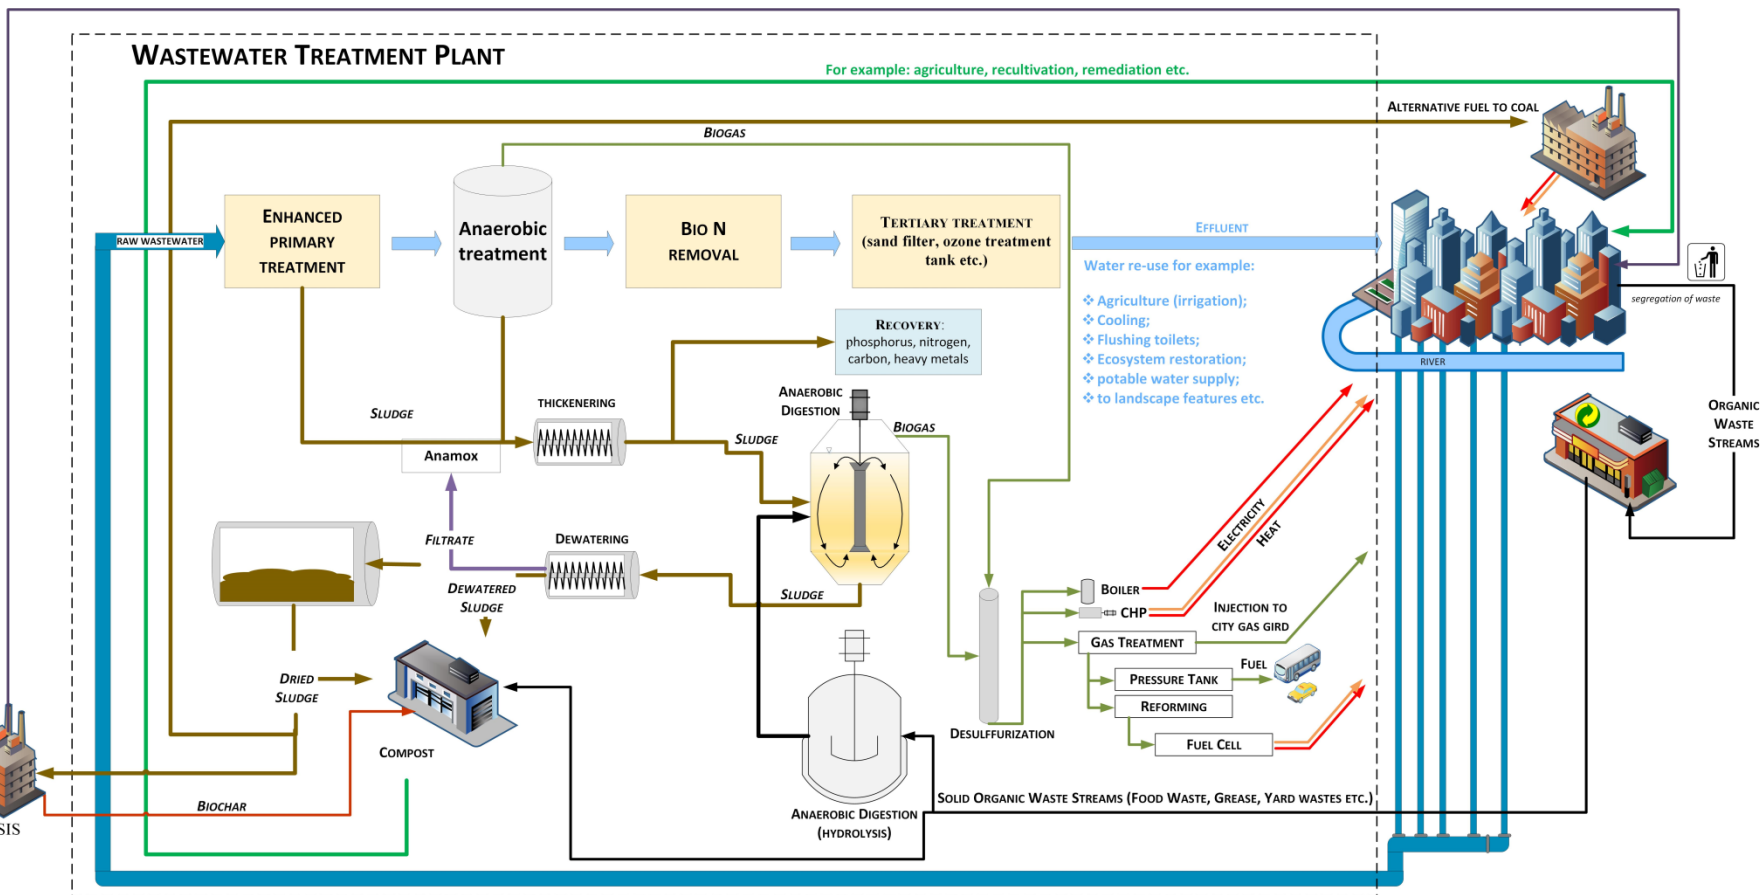 WASTEWATER TREATMENT PLANT
For example: agriculture, recultivation, remediation etc.
ALTERNATIVE FUEL TO COAL
BIOGAS
RAW WASTEWATER
ENHANCED
PRIMARY
TREATMENT
Anaerobic
treatment
BIO N
REMOVAL
TERTIARY TREATMENT
(sand filter, ozone treatment
tank etc.)
EFFLUENT
Water re-use for example:
❖ Agriculture (irrigation);
❖ Cooling;
❖ Flushing toilets;
❖ Ecosystem restoration;
❖ potable water supply;
❖ to landscape features etc.
segregation of waste
RIVER
ORGANIC
WASTE
STREAMS
RECOVERY:
phosphorus, nitrogen,
carbon, heavy metals
SLUDGE
THICKENERING
ANAEROBIC
DIGESTION
SLUDGE
BIOGAS
Anamox
FILTRATE
DEWATERING
DEWATERED
SLUDGE
SLUDGE
ELECTRICITY
HEAT
BOILER
CHP
INJECTION TO
CITY GAS GIRD
GAS TREATMENT
FUEL
PRESSURE TANK
REFORMING
FUEL CELL
DESULFFURIZATION
DRIED
SLUDGE
COMPOST
BIOCHAR
SIS
ANAEROBIC DIGESTION
(HYDROLYSIS)
SOLID ORGANIC WASTE STREAMS (FOOD WASTE, GREASE, YARD WASTES ETC.)